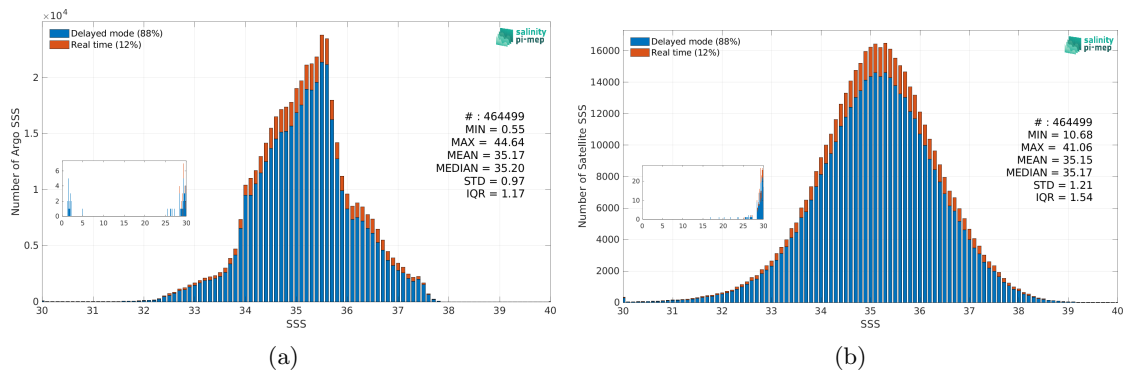 ×10⁴
Delayed mode (88%)
Real time (12%)
salinity
pi-mep
Number of Argo SSS
2
1.5
1
0.5
0
# : 464499
MIN = 0.55
MAX = 44.64
MEAN = 35.17
MEDIAN = 35.20
STD = 0.97
IQR = 1.17
6
4
2
0
0 5 10 15 20 25 30
30 31 32 33 34 35 36 37 38 39 40
SSS
(a)
Delayed mode (88%)
Real time (12%)
salinity
pi-mep
Number of Satellite SSS
16000
14000
12000
10000
8000
6000
4000
2000
0
# : 464499
MIN = 10.68
MAX = 41.06
MEAN = 35.15
MEDIAN = 35.17
STD = 1.21
IQR = 1.54
20
10
0
0 5 10 15 20 25 30
30 31 32 33 34 35 36 37 38 39 40
SSS
(b)